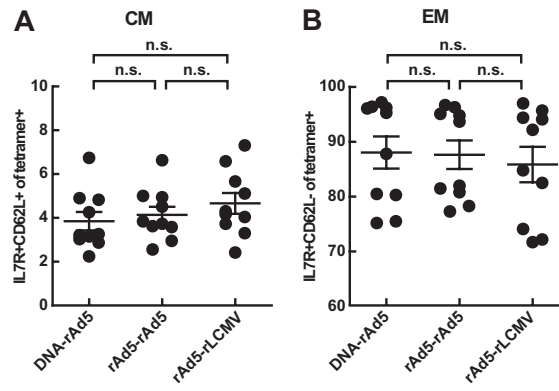 A CM
n.s.
n.s. n.s.
IL7R+CD62L+ of tetramer+
10
8
6
4
2
0
DNA-rAd5
rAd5-rAd5
rAd5-rLCMV
B EM
n.s.
n.s. n.s.
IL7R+CD62L- of tetramer+
100
90
80
70
60
DNA-rAd5
rAd5-rAd5
rAd5-rLCMV